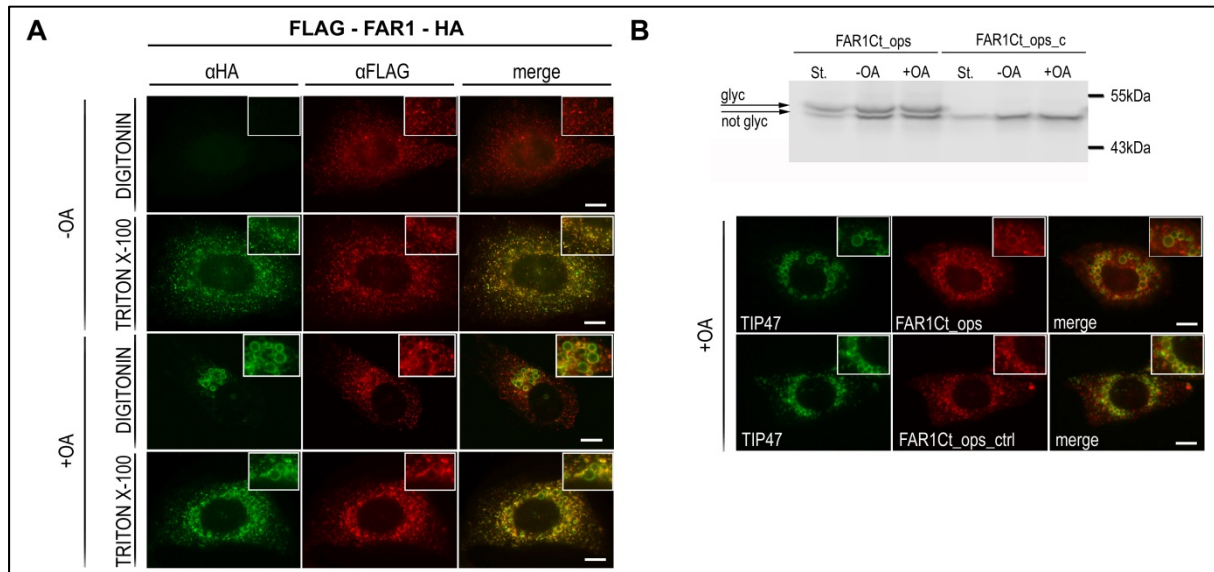 A
FLAG - FAR1 - HA
αHA
αFLAG
merge
-OA
DIGITONIN
TRITON X-100
+OA
DIGITONIN
TRITON X-100
B
FAR1Ct_ops
FAR1Ct_ops_c
St.
-OA
+OA
St.
-OA
+OA
glyc
not glyc
55kDa
43kDa
+OA
TIP47
FAR1Ct_ops
merge
TIP47
FAR1Ct_ops_ctrl
merge